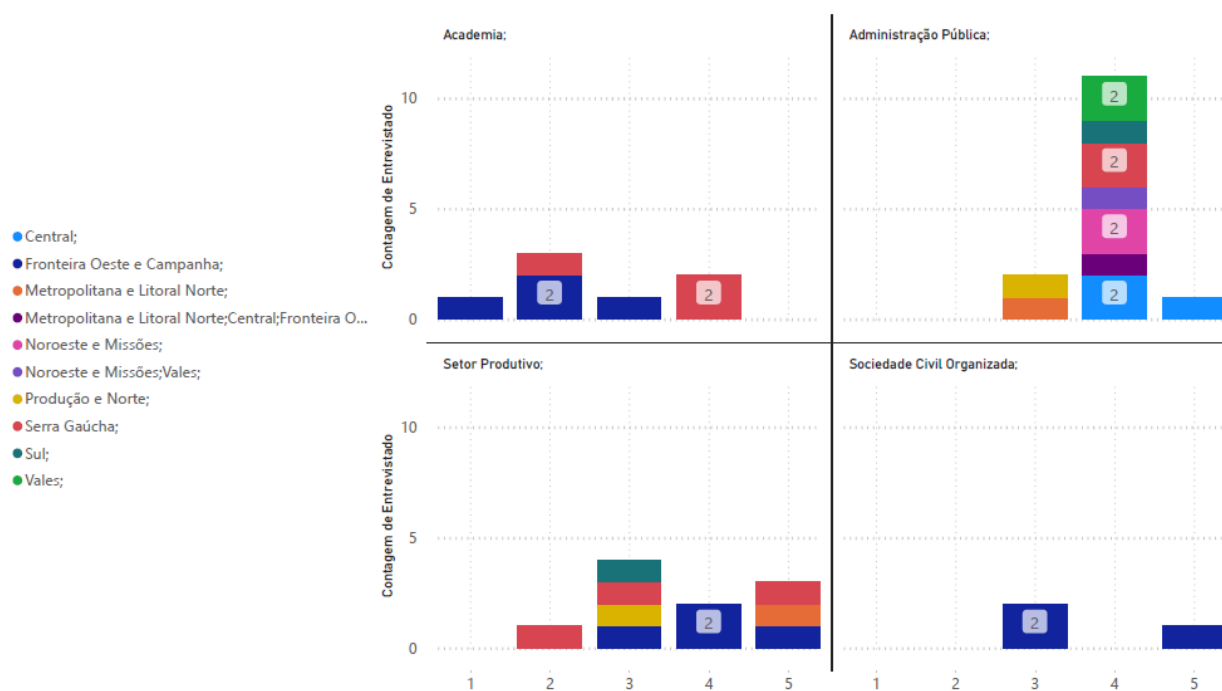 Central;
Fronteira Oeste e Campanha;
Metropolitana e Litoral Norte;
Metropolitana e Litoral Norte;Central;Fronteira O...
Noroeste e Missões;
Noroeste e Missões;Vales;
Produção e Norte;
Serra Gaúcha;
Sul;
Vales;
Academia;
Contagem de Entrevistado
10
5
0
2
2
Administração Pública;
2
2
2
2
Setor Produtivo;
Contagem de Entrevistado
10
5
0
2
1 2 3 4 5
Sociedade Civil Organizada;
2
1 2 3 4 5